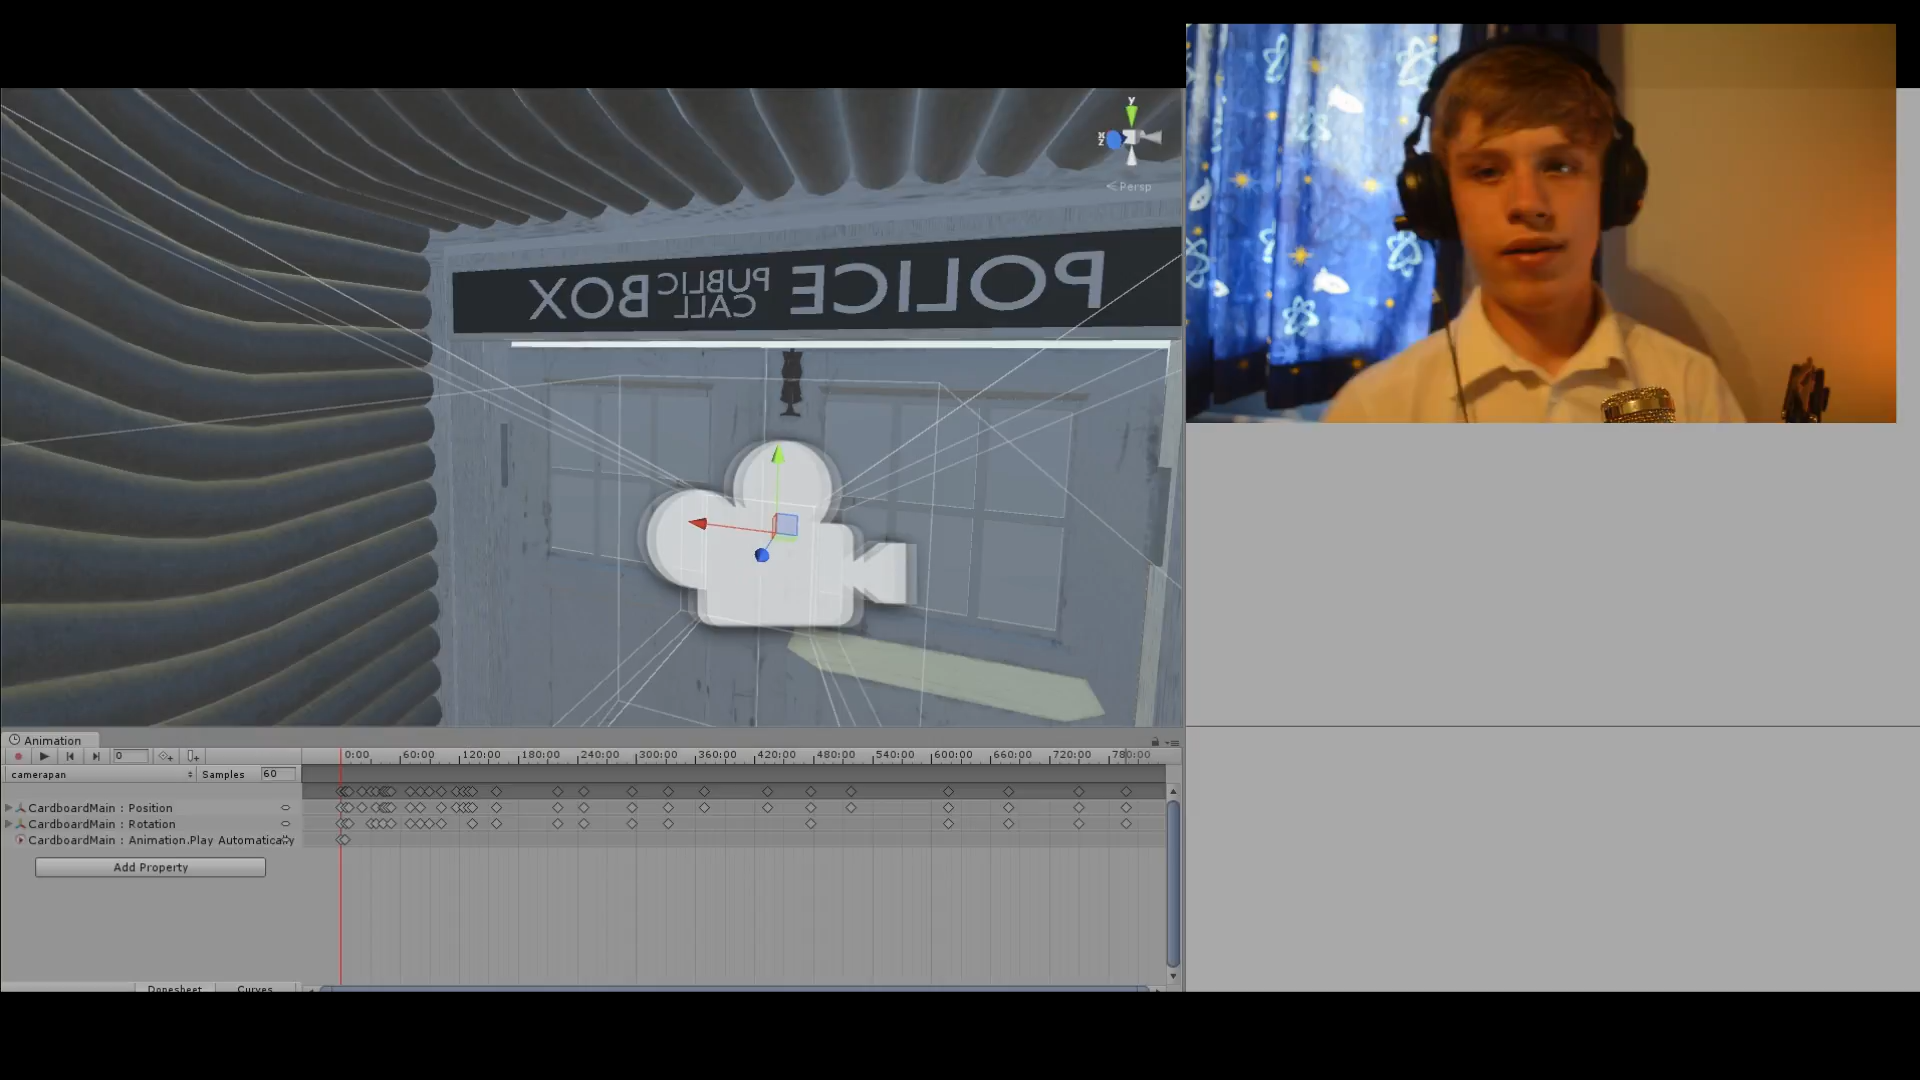 y
x
z
<Persp
POLICE PUBLIC CALL BOX
Animation
0
0:00 60:00 120:00 180:00 240:00 300:00 360:00 420:00 480:00 540:00 600:00 660:00 720:00 780:00
camerapan Samples 60
CardboardMain : Position
CardboardMain : Rotation
CardboardMain : Animation.Play Automatically
Add Property
Dopesheet Curves